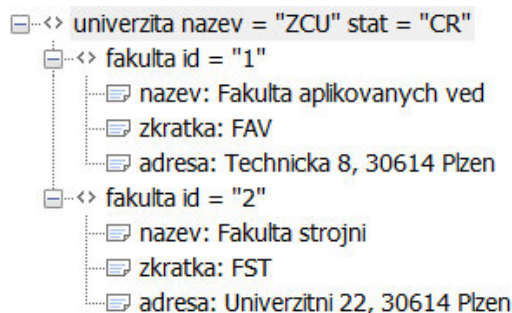 univerzita nazev = "ZCU" stat = "CR"
fakulta id = "1"
nazev: Fakulta aplikovanych ved
zkratka: FAV
adresa: Technicka 8, 30614 Plzen
fakulta id = "2"
nazev: Fakulta strojni
zkratka: FST
adresa: Univerzitni 22, 30614 Plzen